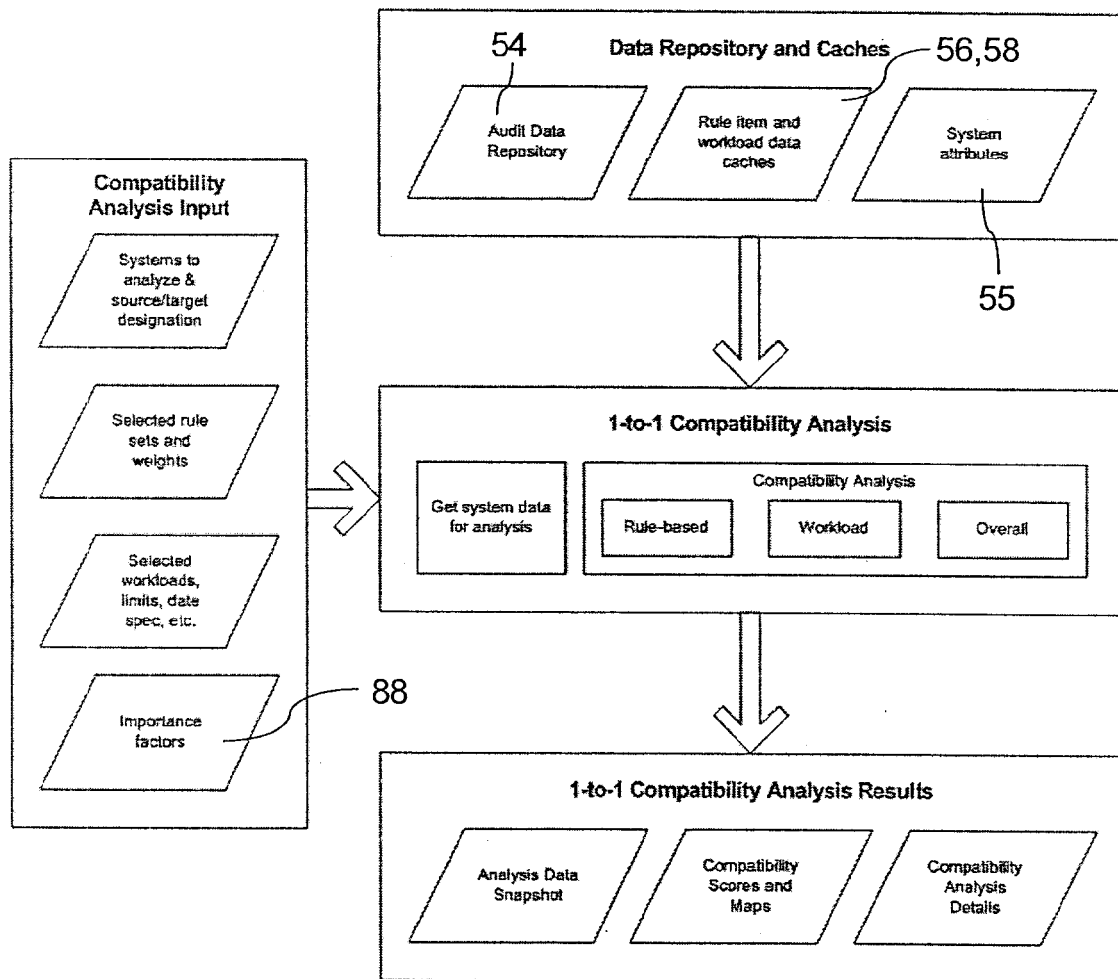 54
Data Repository and Caches
56,58
Audit Data
Repository
Rule item and
workload data
caches
System
attributes
55
Compatibility
Analysis Input
Systems to
analyze &
source/target
designation
Selected rule
sets and
weights
Selected
workloads,
limits, date
spec, etc.
Importance
factors
88
1-to-1 Compatibility Analysis
Get system data
for analysis
Compatibility Analysis
Rule-based
Workload
Overall
1-to-1 Compatibility Analysis Results
Analysis Data
Snapshot
Compatibility
Scores and
Maps
Compatibility
Analysis
Details